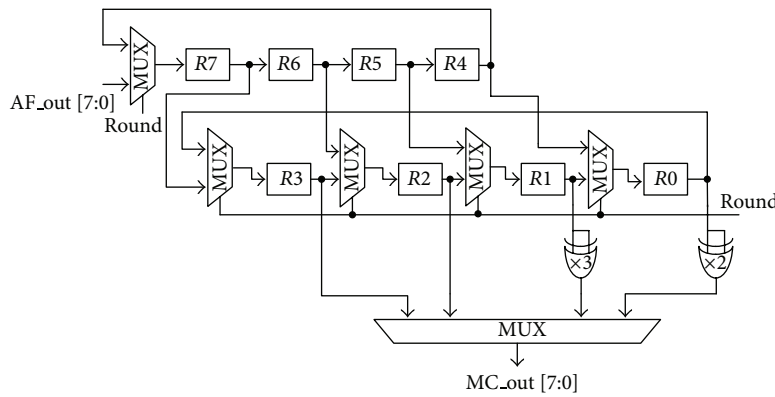 MUX
R7
R6
R5
R4
AF_out [7:0]
Round
MUX
R3
MUX
R2
MUX
R1
MUX
R0
Round
×3
×2
MUX
MC_out [7:0]